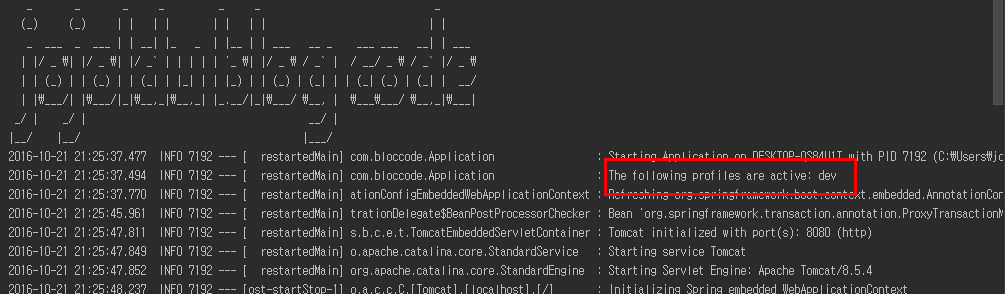 jojoldu blog code
2016-10-21 21:25:37.477  INFO 7192 --- [  restartedMain] com.bloccode.Application                 : Starting Application on DESKTOP-QS84U1T with PID 7192 (C:₩Users₩jo
2016-10-21 21:25:37.494  INFO 7192 --- [  restartedMain] com.bloccode.Application                 : The following profiles are active: dev
2016-10-21 21:25:37.770  INFO 7192 --- [  restartedMain] ationConfigEmbeddedWebApplicationContext : Refreshing org.springframework.boot.context.embedded.AnnotationCon
2016-10-21 21:25:45.961  INFO 7192 --- [  restartedMain] trationDelegate$BeanPostProcessorChecker : Bean 'org.springframework.transaction.annotation.ProxyTransactionM
2016-10-21 21:25:47.811  INFO 7192 --- [  restartedMain] s.b.c.e.t.TomcatEmbeddedServletContainer : Tomcat initialized with port(s): 8080 (http)
2016-10-21 21:25:47.849  INFO 7192 --- [  restartedMain] o.apache.catalina.core.StandardService   : Starting service Tomcat
2016-10-21 21:25:47.852  INFO 7192 --- [  restartedMain] org.apache.catalina.core.StandardEngine  : Starting Servlet Engine: Apache Tomcat/8.5.4
2016-10-21 21:25:48.237  INFO 7192 --- [ost-startStop-1] o.a.c.c.C.[Tomcat].[localhost].[/]       : Initializing Spring embedded WebApplicationContext